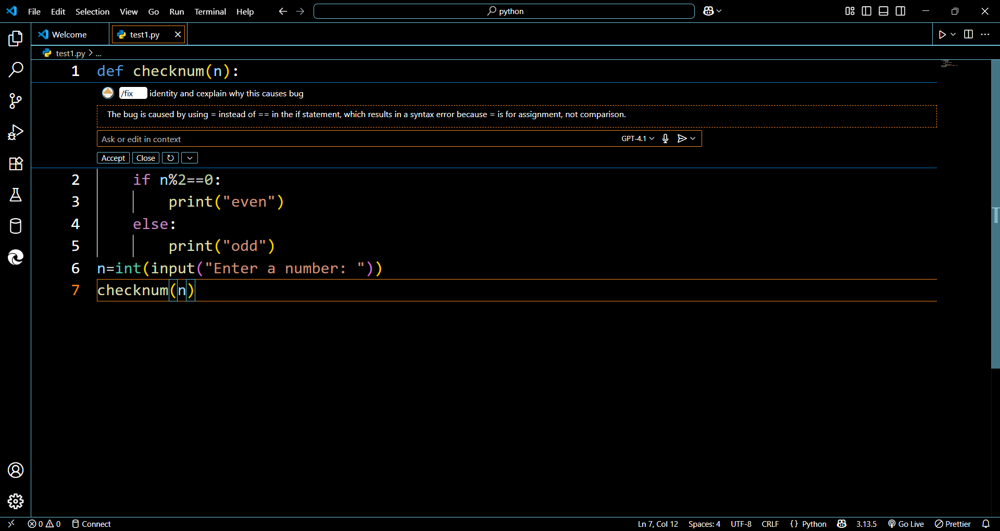 File Edit Selection View Go Run Terminal Help python
Welcome test1.py
test1.py > ...
1 def checknum(n):
/fix identity and cexplain why this causes bug
The bug is caused by using = instead of == in the if statement, which results in a syntax error because = is for assignment, not comparison.
Ask or edit in context GPT-4.1
Accept Close
2 if n%2==0:
3 print("even")
4 else:
5 print("odd")
6 n=int(input("Enter a number: "))
7 checknum(n)
0 0 Connect Ln 7, Col 12 Spaces: 4 UTF-8 CRLF {} Python 3.13.5 Go Live Prettier